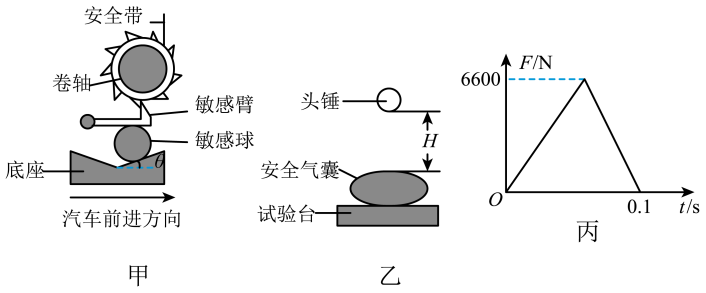 安全带
卷轴
敏感臂
敏感球
θ
底座
汽车前进方向
甲
头锤
H
安全气囊
试验台
乙
F/N
6600
O
0.1
t/s
丙